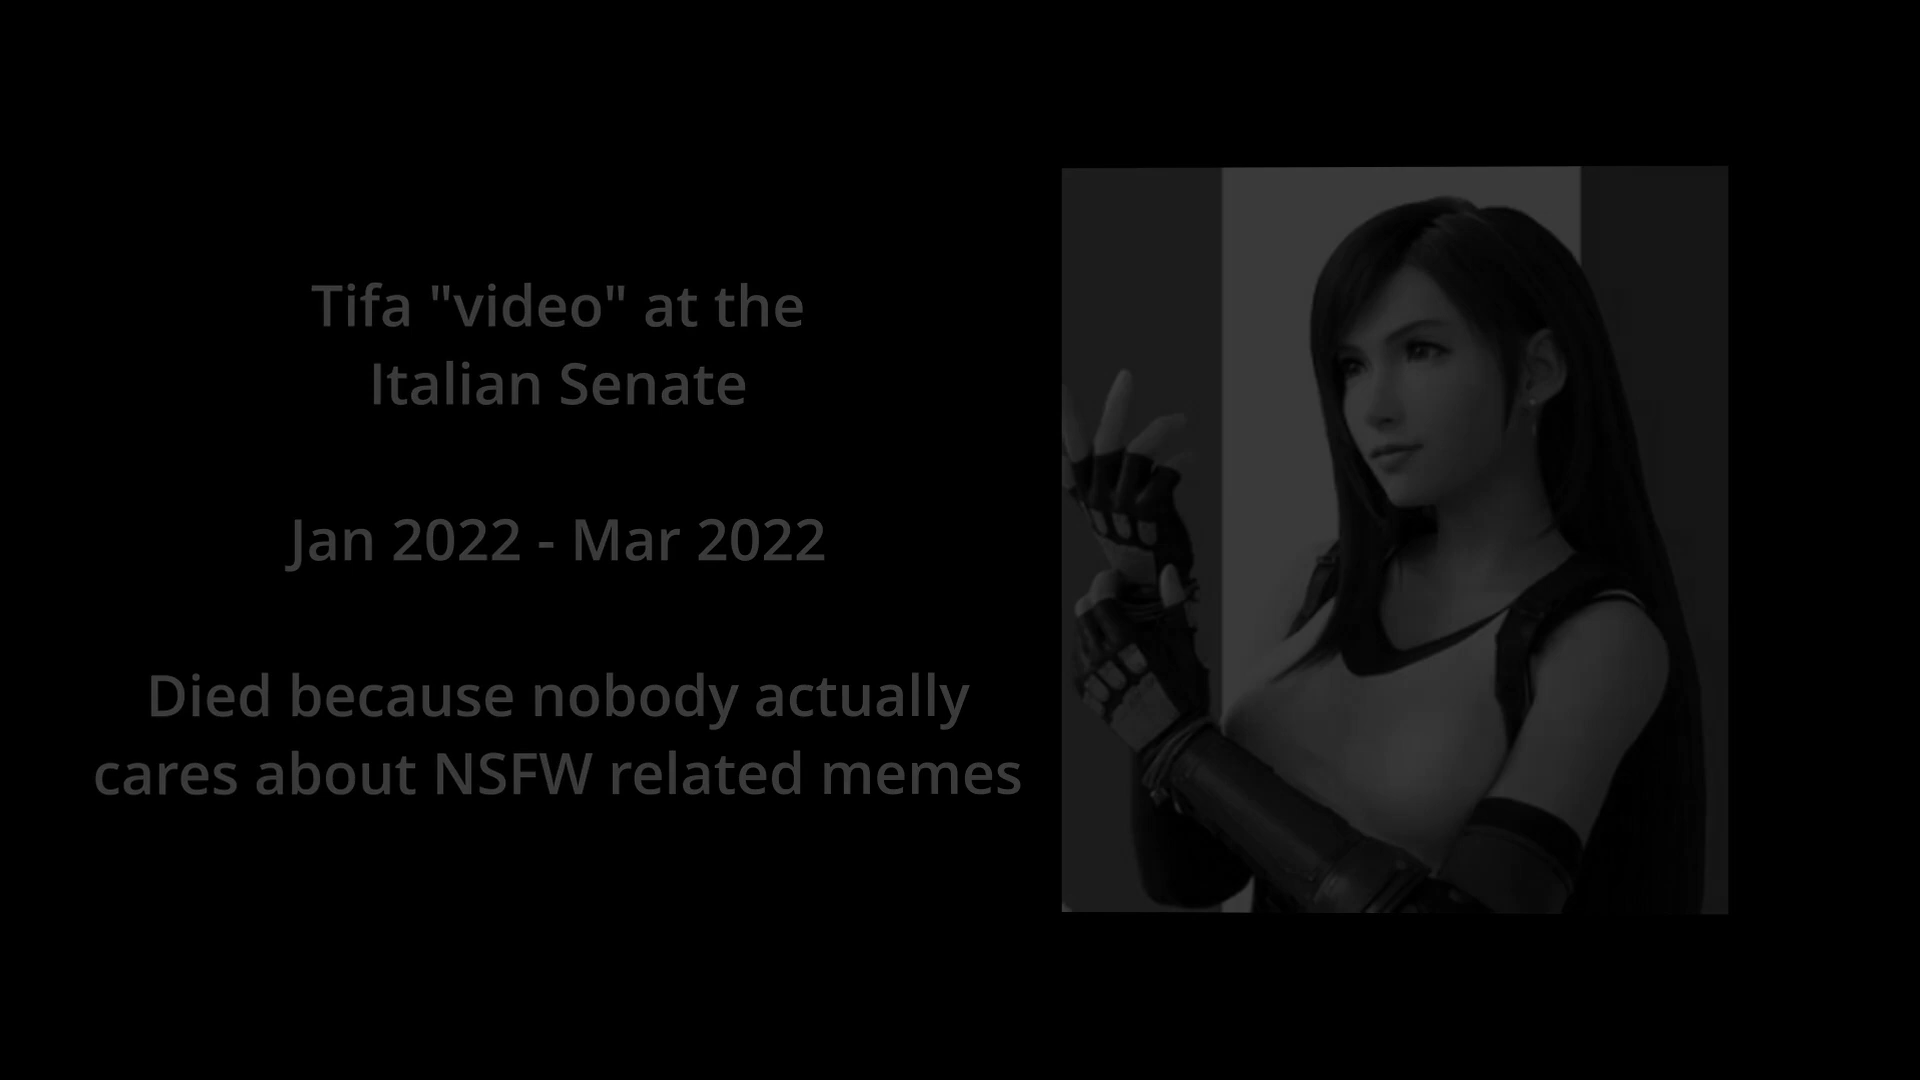 Tifa "video" at the
Italian Senate
Jan 2022 - Mar 2022
Died because nobody actually
cares about NSFW related memes